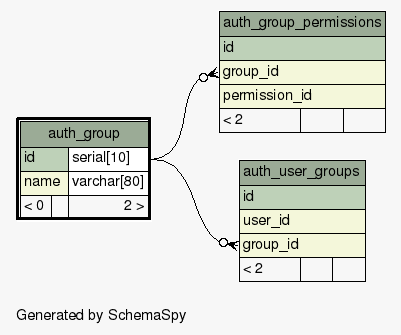 auth_group_permissions
id
group_id
permission_id
< 2
auth_group
id serial[10]
name varchar[80]
< 0 2 >
auth_user_groups
id
user_id
group_id
< 2
Generated by SchemaSpy